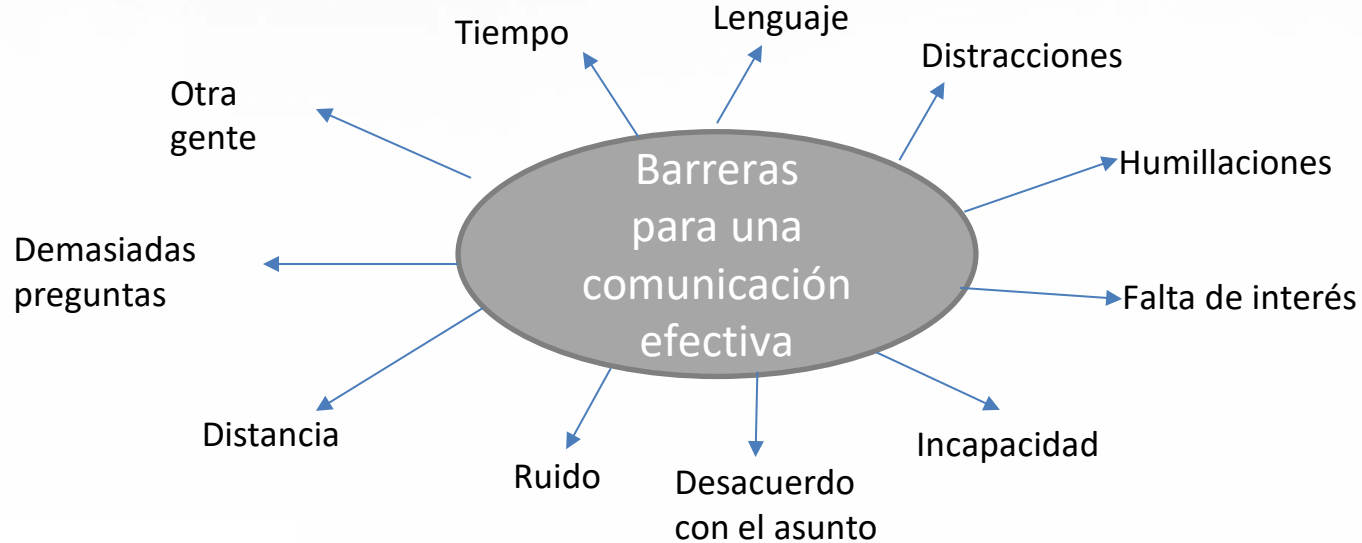 Tiempo
Lenguaje
Distracciones
Otra
gente
Humillaciones
Barreras
para una
comunicación
efectiva
Demasiadas
preguntas
Falta de interés
Distancia
Incapacidad
Ruido
Desacuerdo
con el asunto